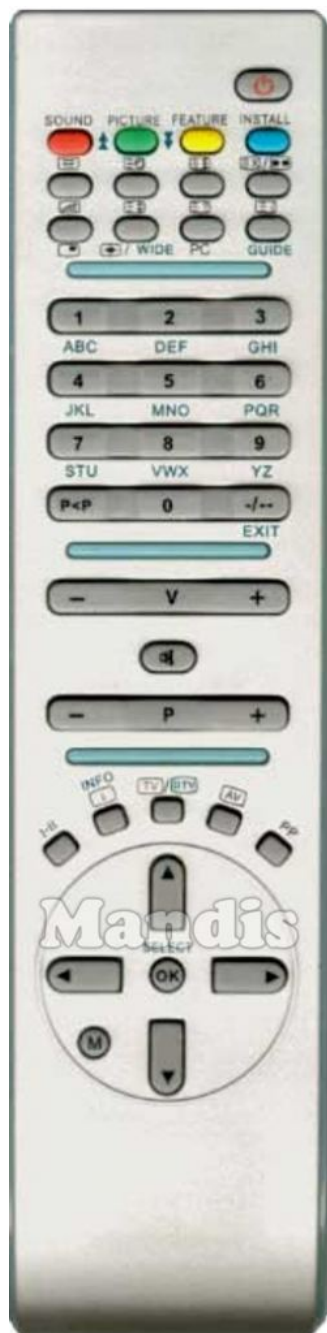 SOUND PICTURE FEATURE INSTALL
/ WIDE PC GUIDE
1 2 3
ABC DEF GHI
4 5 6
JKL MNO PQR
7 8 9
STU VWX YZ
P<P 0 -/--
EXIT
- V +
- P +
INFO
i
TV/DTV
AV
I-II
PP
Mandis
SELECT
OK
M